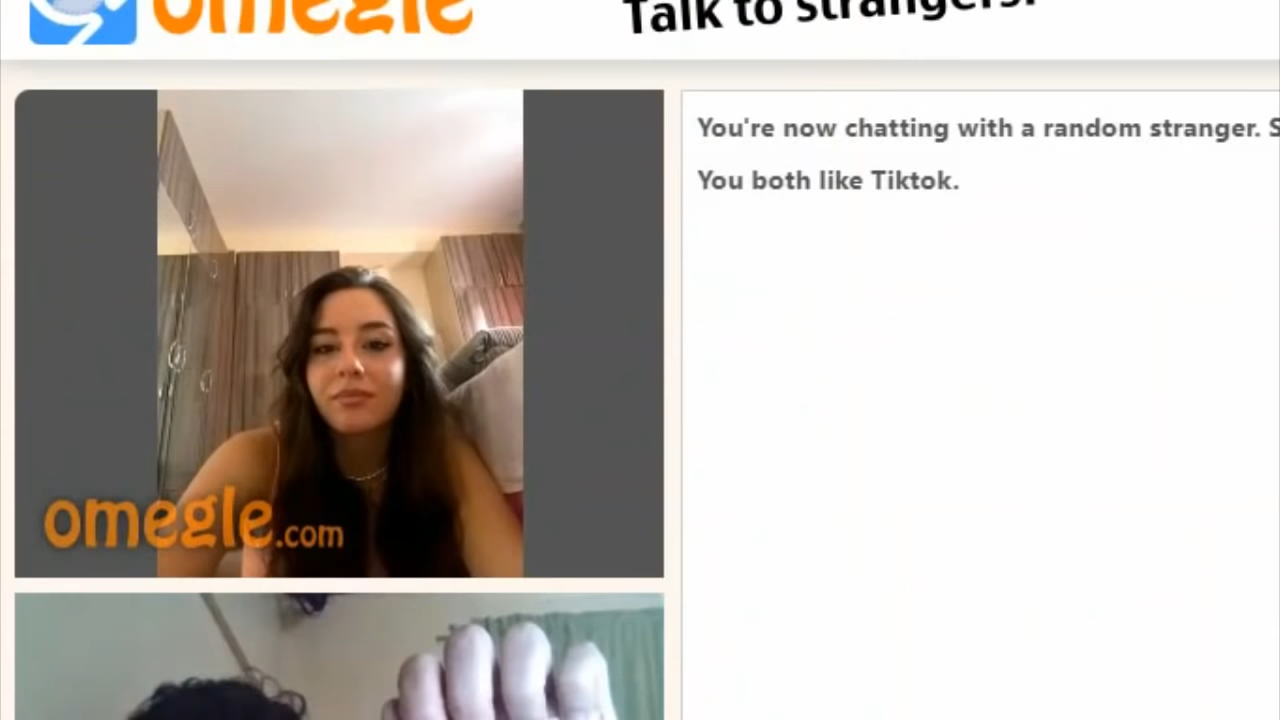 omegle
Talk to strangers!
You're now chatting with a random stranger. S
You both like Tiktok.
omegle.com